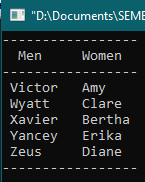 "D:\Documents\SEME
----------------
Men Women
----------------
Victor Amy
Wyatt Clare
Xavier Bertha
Yancey Erika
Zeus Diane
----------------